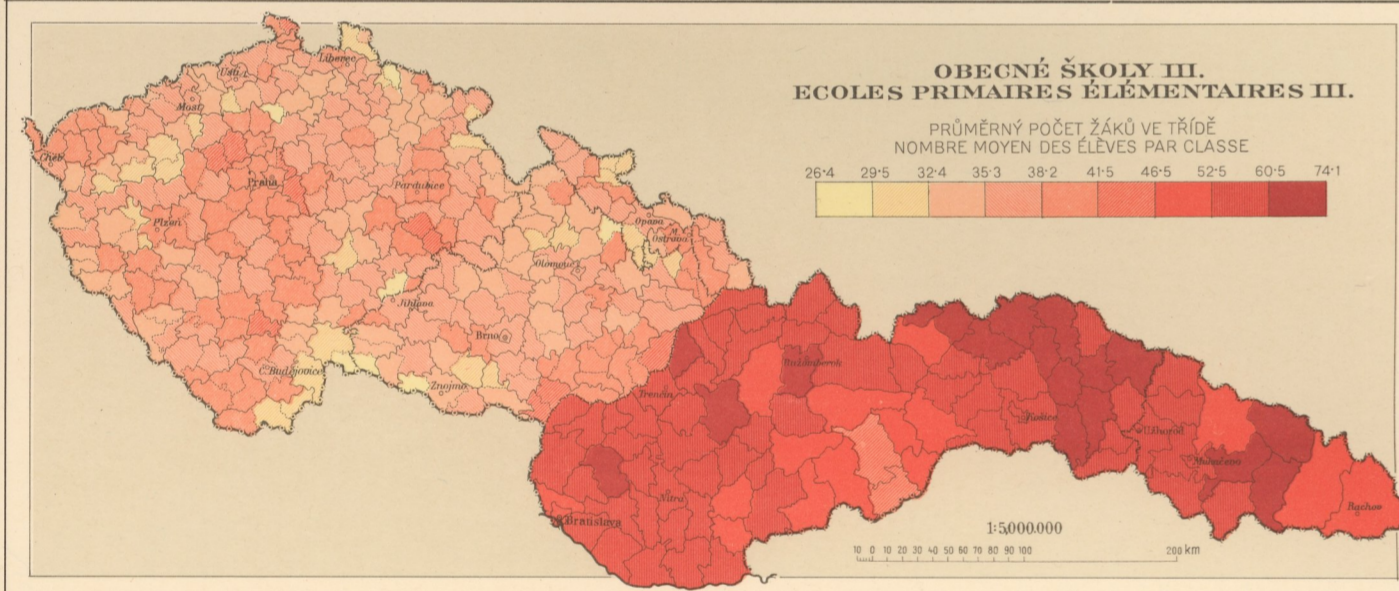 OBECNÉ ŠKOLY III.
ECOLES PRIMAIRES ÉLÉMENTAIRES III.
PRŮMĚRNÝ POČET ŽÁKŮ VE TŘÍDĚ
NOMBRE MOYEN DES ÉLÈVES PAR CLASSE
26·4 29·5 32·4 35·3 38·2 41·5 46·5 52·5 60·5 74·1
Liberec
Ústí
Most
Cheb
Praha
Pardubice
Plzeň
Opava
M. Ostrava
Olomouc
Jihlava
Brno
Č. Budějovice
Znojmo
Ružomberok
Trenčín
Košice
Užhorod
Mukačevo
Nitra
Rachov
Bratislava
1:5,000.000
10 0 10 20 30 40 50 60 70 80 90 100 200 km